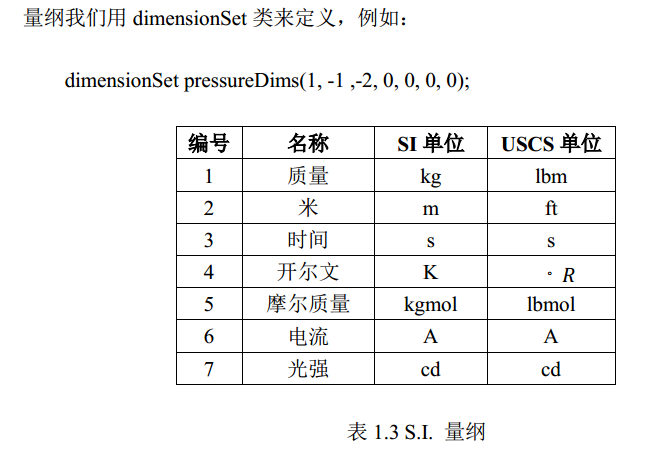 量纲我们用 dimensionSet 类来定义，例如：
dimensionSet pressureDims(1, -1 ,-2, 0, 0, 0, 0);
编号 名称 SI 单位 USCS 单位
1 质量 kg lbm
2 米 m ft
3 时间 s s
4 开尔文 K ∘R
5 摩尔质量 kgmol lbmol
6 电流 A A
7 光强 cd cd
表 1.3 S.I. 量纲